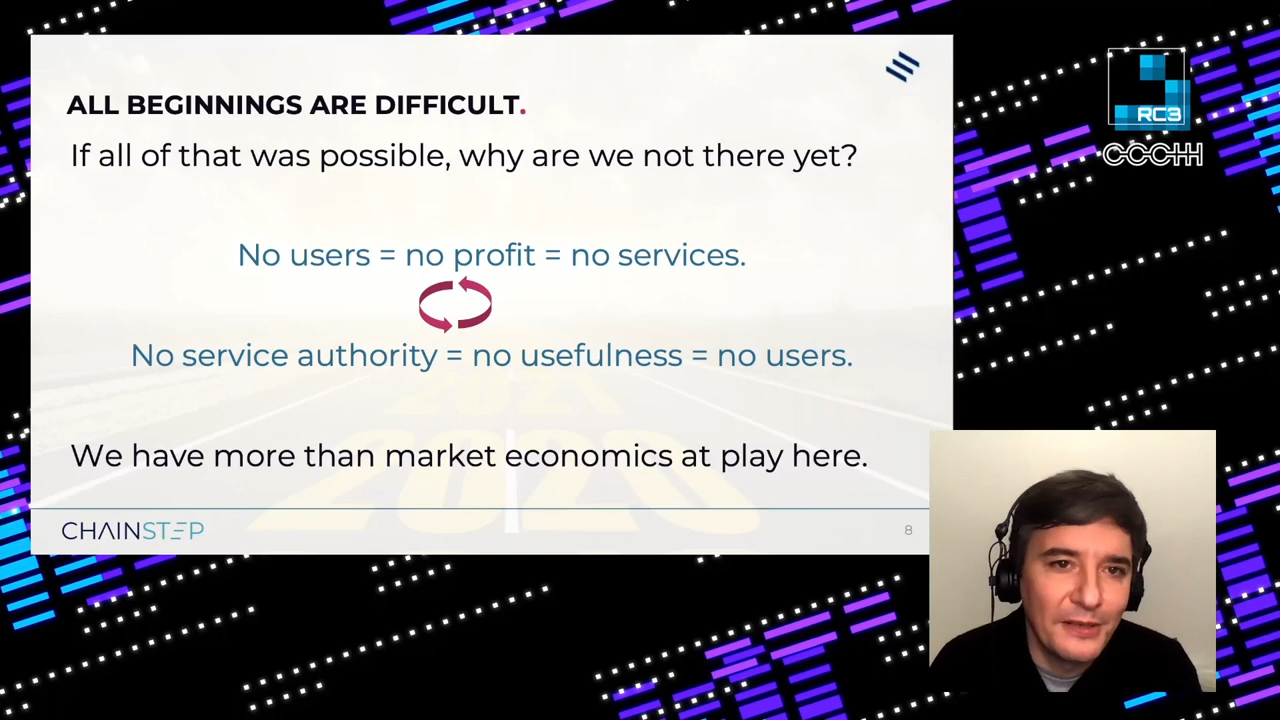 ALL BEGINNINGS ARE DIFFICULT.
If all of that was possible, why are we not there yet?
No users = no profit = no services.
No service authority = no usefulness = no users.
We have more than market economics at play here.
2021
2020
CHAINSTEP
8
RC3
CCCHH